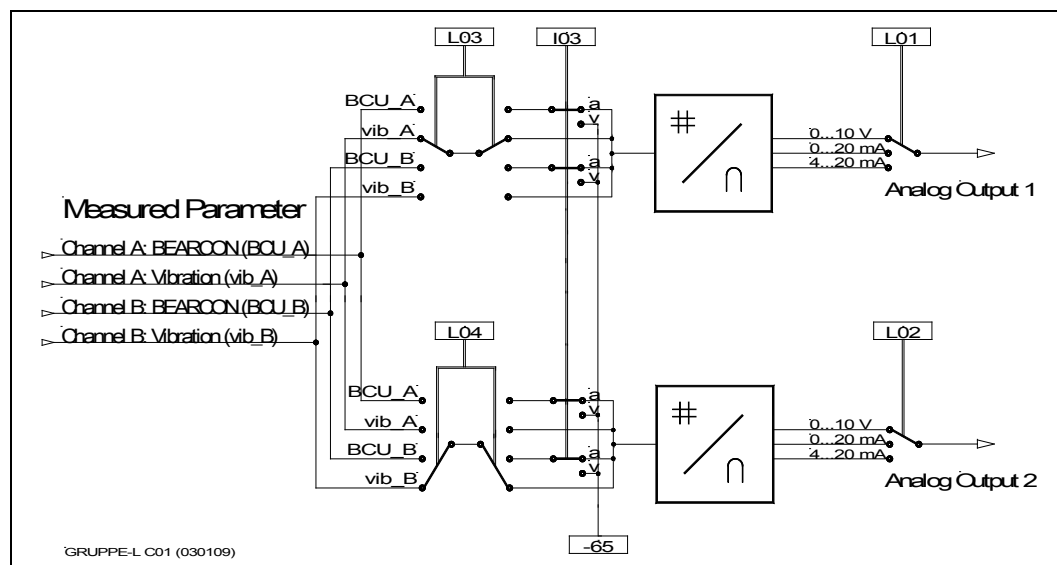 L03
I03
L01
BCU_A
a
v
vib_A
BCU_B
a
v
vib_B
#
∩
0...10 V
0...20 mA
4...20 mA
Analog Output 1
Measured Parameter
Channel A: BEARCON (BCU_A)
Channel A: Vibration (vib_A)
Channel B: BEARCON (BCU_B)
Channel B: Vibration (vib_B)
L04
L02
BCU_A
a
v
vib_A
BCU_B
a
v
vib_B
#
∩
0...10 V
0...20 mA
4...20 mA
Analog Output 2
-65
GRUPPE-L C01 (030109)